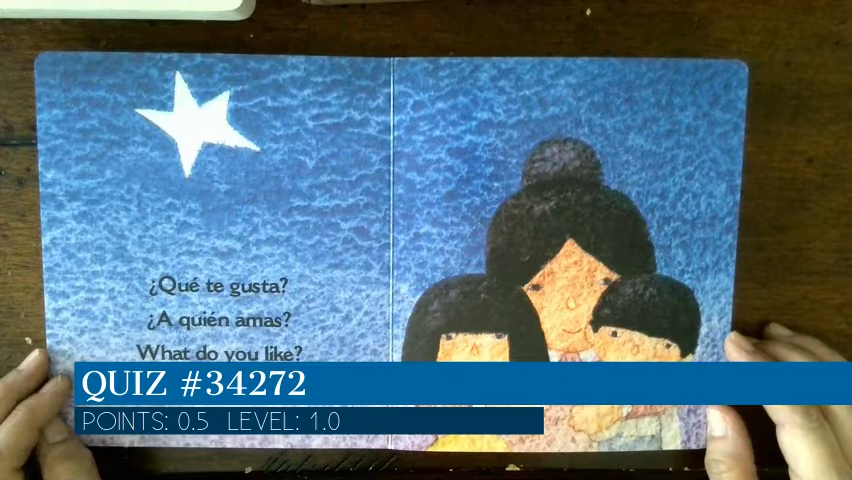 ¿Qué te gusta?
¿A quién amas?
What do you like?
QUIZ #34272
POINTS: 0.5 LEVEL: 1.0